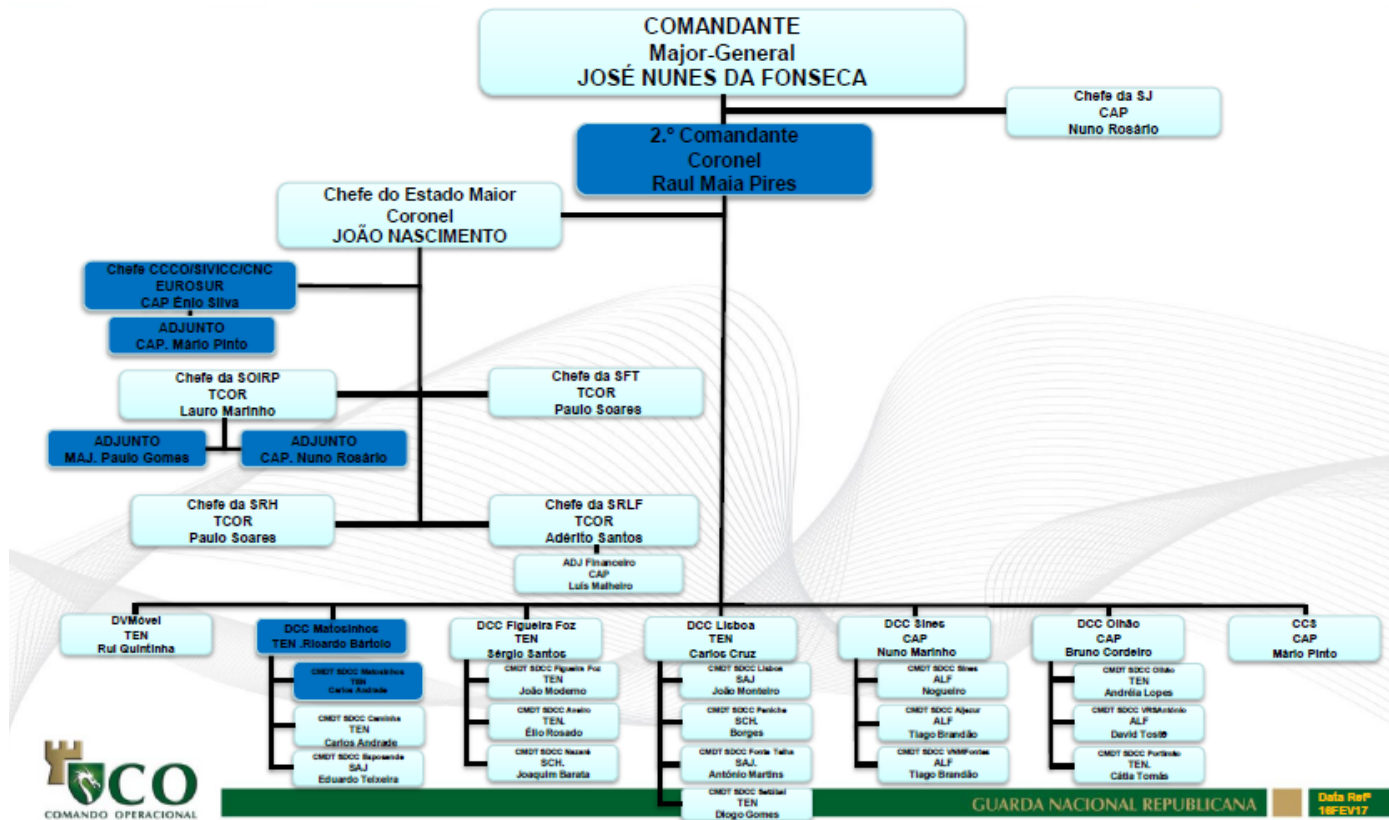 COMANDANTE
Major-General
JOSÉ NUNES DA FONSECA
Chefe da SJ
CAP
Nuno Rosário
2.º Comandante
Coronel
Raul Maia Pires
Chefe do Estado Maior
Coronel
JOÃO NASCIMENTO
Chefe CCCO/SIVICC/CNC
EUROSUR
CAP Énio Silva
ADJUNTO
CAP. Mário Pinto
Chefe da SOIRP
TCOR
Lauro Marinho
Chefe da SFT
TCOR
Paulo Soares
ADJUNTO
MAJ. Paulo Gomes
ADJUNTO
CAP. Nuno Rosário
Chefe da SRH
TCOR
Paulo Soares
Chefe da SRLF
TCOR
Adérito Santos
ADJ Financeiro
CAP
Luís Malheiro
DVMóvel
TEN
Rui Quintinha
DCC Matosinhos
TEN .Ricardo Bártolo
CMDT SDCC Matosinhos
TEN
Carlos Andrade
CMDT SDCC Caminha
TEN
Carlos Andrade
CMDT SDCC Esposende
SAJ
Eduardo Teixeira
DCC Figueira Foz
TEN
Sérgio Santos
CMDT SDCC Figueira Foz
TEN
João Moderno
CMDT SDCC Aveiro
TEN.
Élio Rosado
CMDT SDCC Nazaré
SCH.
Joaquim Barata
DCC Lisboa
TEN
Carlos Cruz
CMDT SDCC Lisboa
SAJ
João Monteiro
CMDT SDCC Peniche
SCH.
Borges
CMDT SDCC Fonte Telha
SAJ.
António Martins
CMDT SDCC Setúbal
TEN
Diogo Gomes
DCC Sines
CAP
Nuno Marinho
CMDT SDCC Sines
ALF
Nogueiro
CMDT SDCC Aljezur
ALF
Tiago Brandão
CMDT SDCC VNMFontes
ALF
Tiago Brandão
DCC Olhão
CAP
Bruno Cordeiro
CMDT SDCC Olhão
TEN
Andréia Lopes
CMDT SDCC VRSAntónio
ALF
David Toste
CMDT SDCC Portimão
TEN.
Cátia Tomás
CCS
CAP
Mário Pinto
CO
COMANDO OPERACIONAL
GUARDA NACIONAL REPUBLICANA
Data Refª
16FEV17